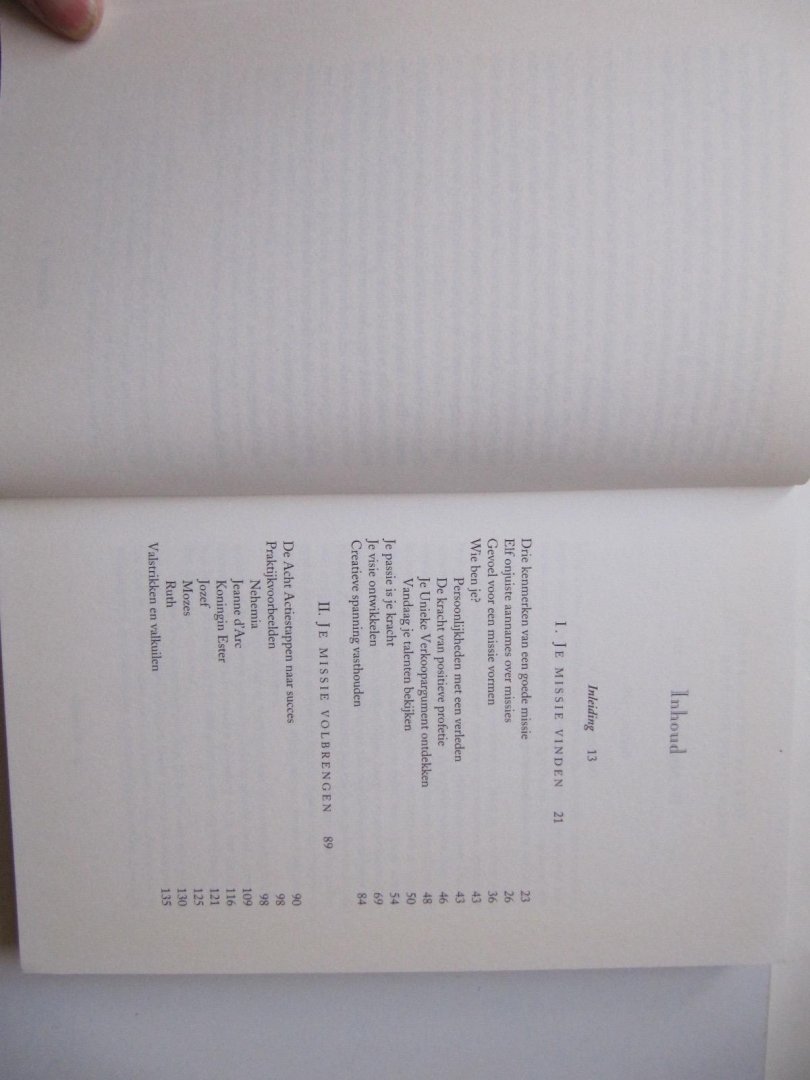 Inhoud
Inleiding 13
I. JE MISSIE VINDEN 21
Drie kenmerken van een goede missie 23
Elf onjuiste aannames over missies 26
Gevoel voor een missie vormen 36
Wie ben je? 43
Persoonlijkheden met een verleden 43
De kracht van positieve profetie 46
Je Unieke Verkoopargument ontdekken 48
Vandaag je talenten bekijken 50
Je passie is je kracht 54
Je visie ontwikkelen 69
Creatieve spanning vasthouden 84
II. JE MISSIE VOLBRENGEN 89
De Acht Actiestappen naar succes 90
Praktijkvoorbeelden 98
Nehemia 98
Jeanne d'Arc 109
Koningin Ester 116
Jozef 121
Mozes 125
Ruth 130
Valstrikken en valkuilen 135